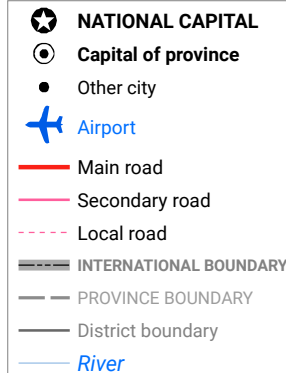 NATIONAL CAPITAL
Capital of province
Other city
Airport
Main road
Secondary road
Local road
INTERNATIONAL BOUNDARY
PROVINCE BOUNDARY
District boundary
River